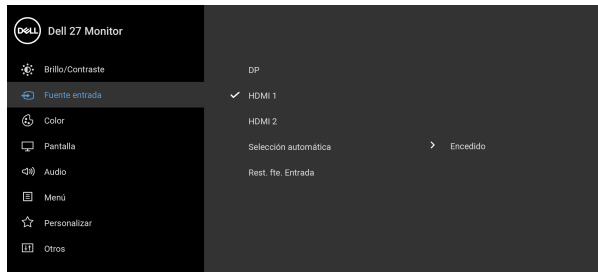 DELL Dell 27 Monitor
Brillo/Contraste
Fuente entrada
Color
Pantalla
Audio
Menú
Personalizar
Otros
DP
HDMI 1
HDMI 2
Selección automática > Encedido
Rest. fte. Entrada